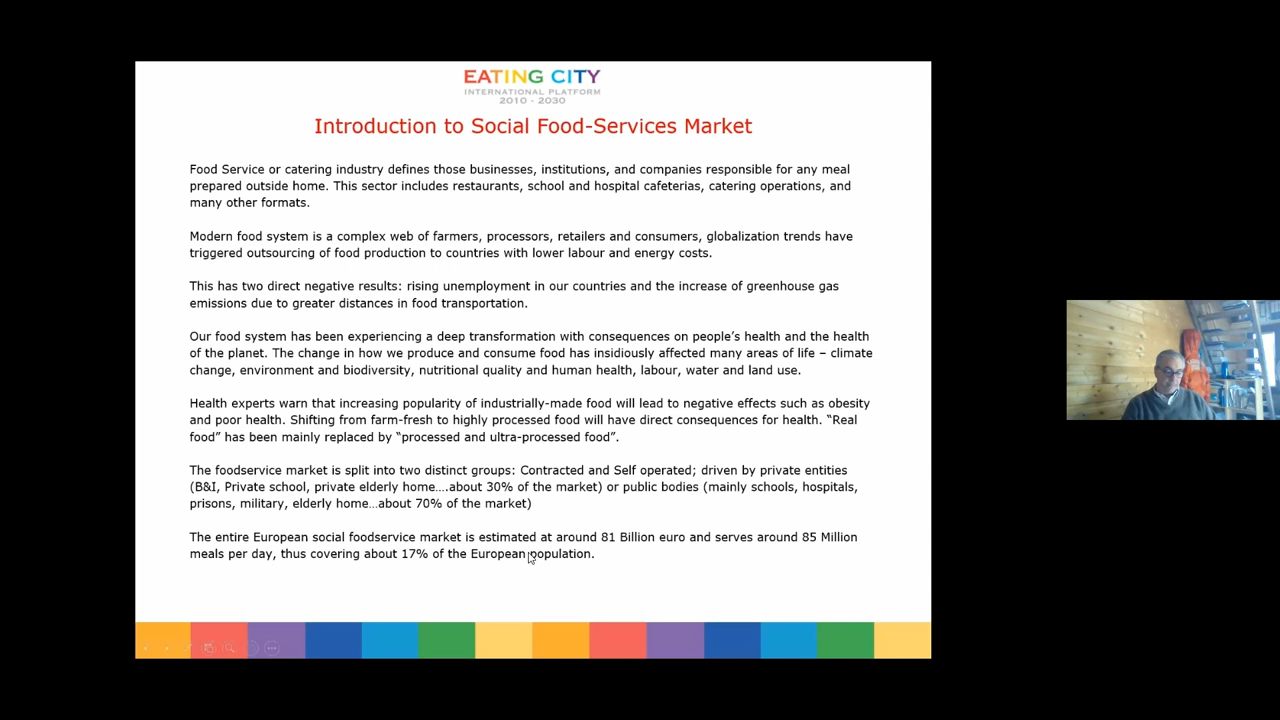 EATING CITY
INTERNATIONAL PLATFORM
2010 - 2030
Introduction to Social Food-Services Market
Food Service or catering industry defines those businesses, institutions, and companies responsible for any meal
prepared outside home. This sector includes restaurants, school and hospital cafeterias, catering operations, and
many other formats.
Modern food system is a complex web of farmers, processors, retailers and consumers, globalization trends have
triggered outsourcing of food production to countries with lower labour and energy costs.
This has two direct negative results: rising unemployment in our countries and the increase of greenhouse gas
emissions due to greater distances in food transportation.
Our food system has been experiencing a deep transformation with consequences on people’s health and the health
of the planet. The change in how we produce and consume food has insidiously affected many areas of life – climate
change, environment and biodiversity, nutritional quality and human health, labour, water and land use.
Health experts warn that increasing popularity of industrially-made food will lead to negative effects such as obesity
and poor health. Shifting from farm-fresh to highly processed food will have direct consequences for health. “Real
food” has been mainly replaced by “processed and ultra-processed food”.
The foodservice market is split into two distinct groups: Contracted and Self operated; driven by private entities
(B&I, Private school, private elderly home….about 30% of the market) or public bodies (mainly schools, hospitals,
prisons, military, elderly home…about 70% of the market)
The entire European social foodservice market is estimated at around 81 Billion euro and serves around 85 Million
meals per day, thus covering about 17% of the European population.